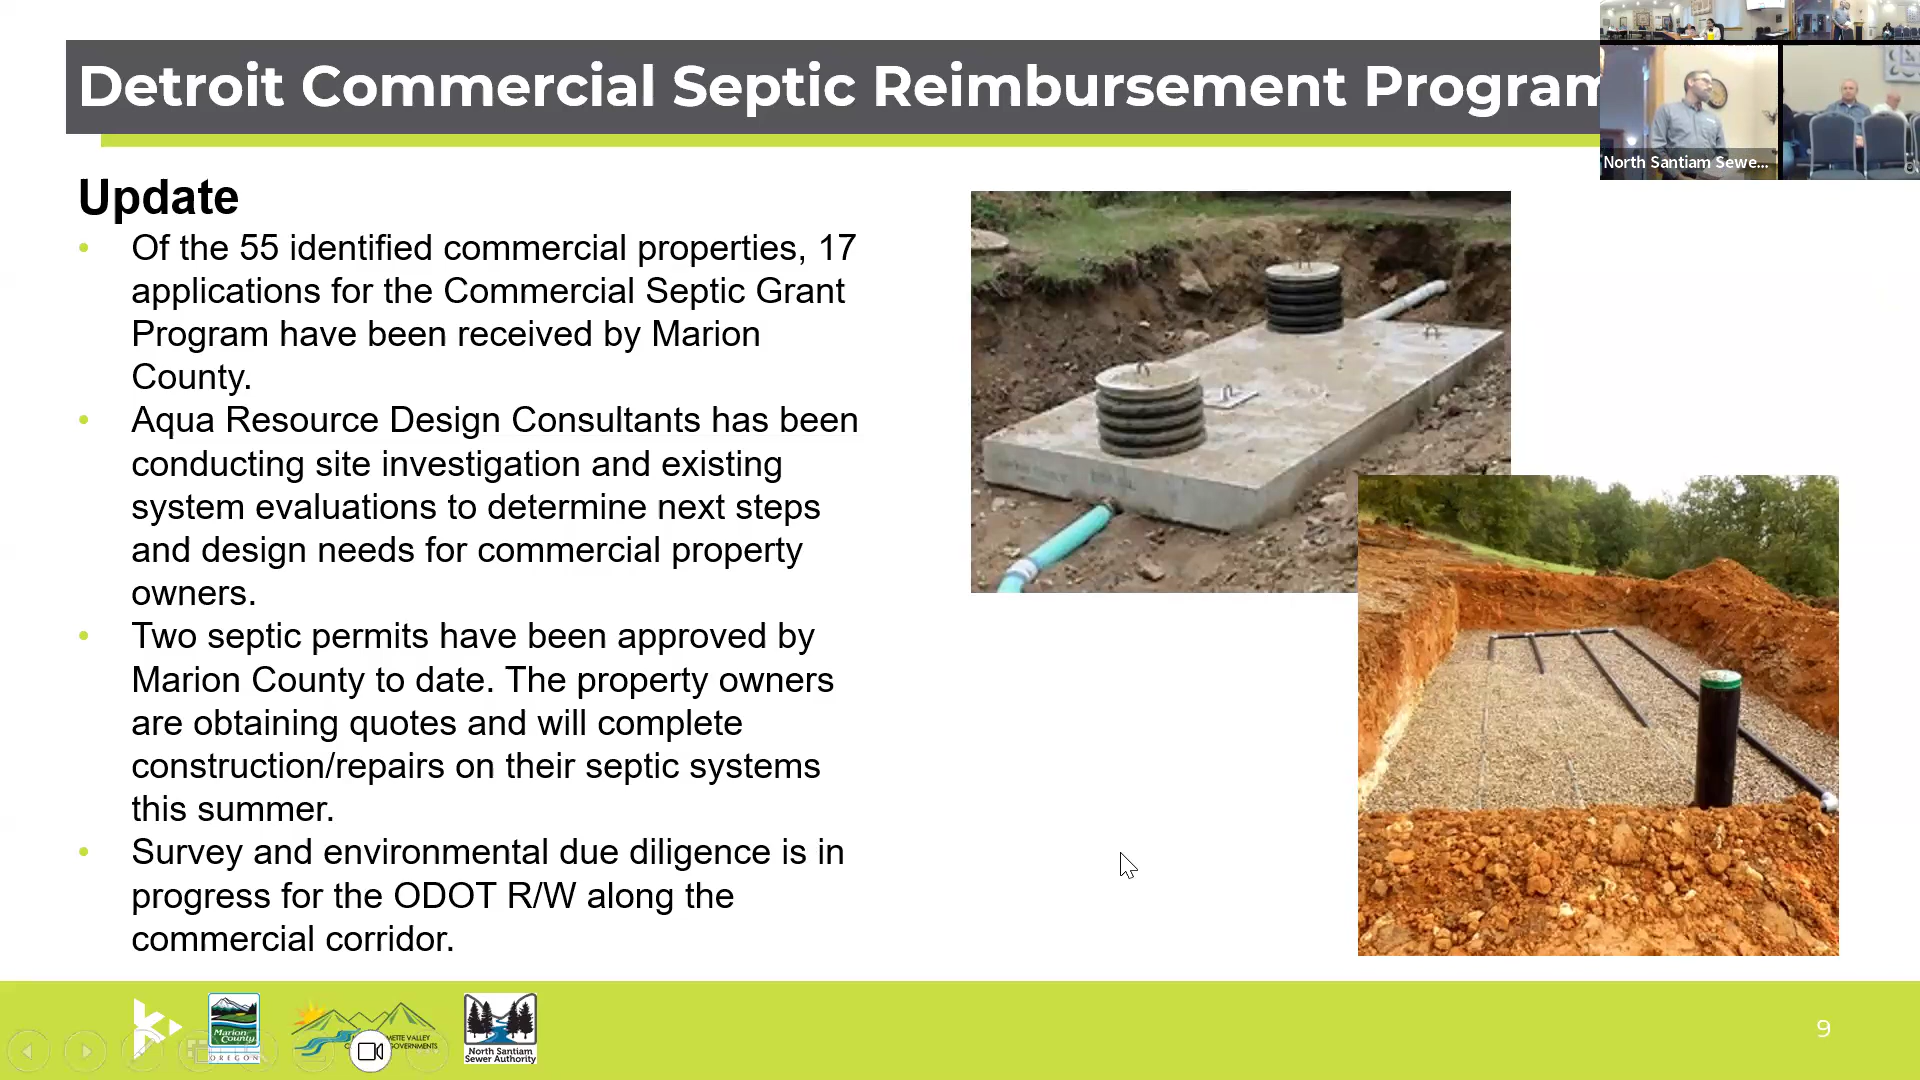 Detroit Commercial Septic Reimbursement Program
North Santiam Sewe...
Update
• Of the 55 identified commercial properties, 17
applications for the Commercial Septic Grant
Program have been received by Marion
County.
• Aqua Resource Design Consultants has been
conducting site investigation and existing
system evaluations to determine next steps
and design needs for commercial property
owners.
• Two septic permits have been approved by
Marion County to date. The property owners
are obtaining quotes and will complete
construction/repairs on their septic systems
this summer.
• Survey and environmental due diligence is in
progress for the ODOT R/W along the
commercial corridor.
Marion
County
OREGON
METTE VALLEY
GOVERNMENTS
North Santiam
Sewer Authority
9